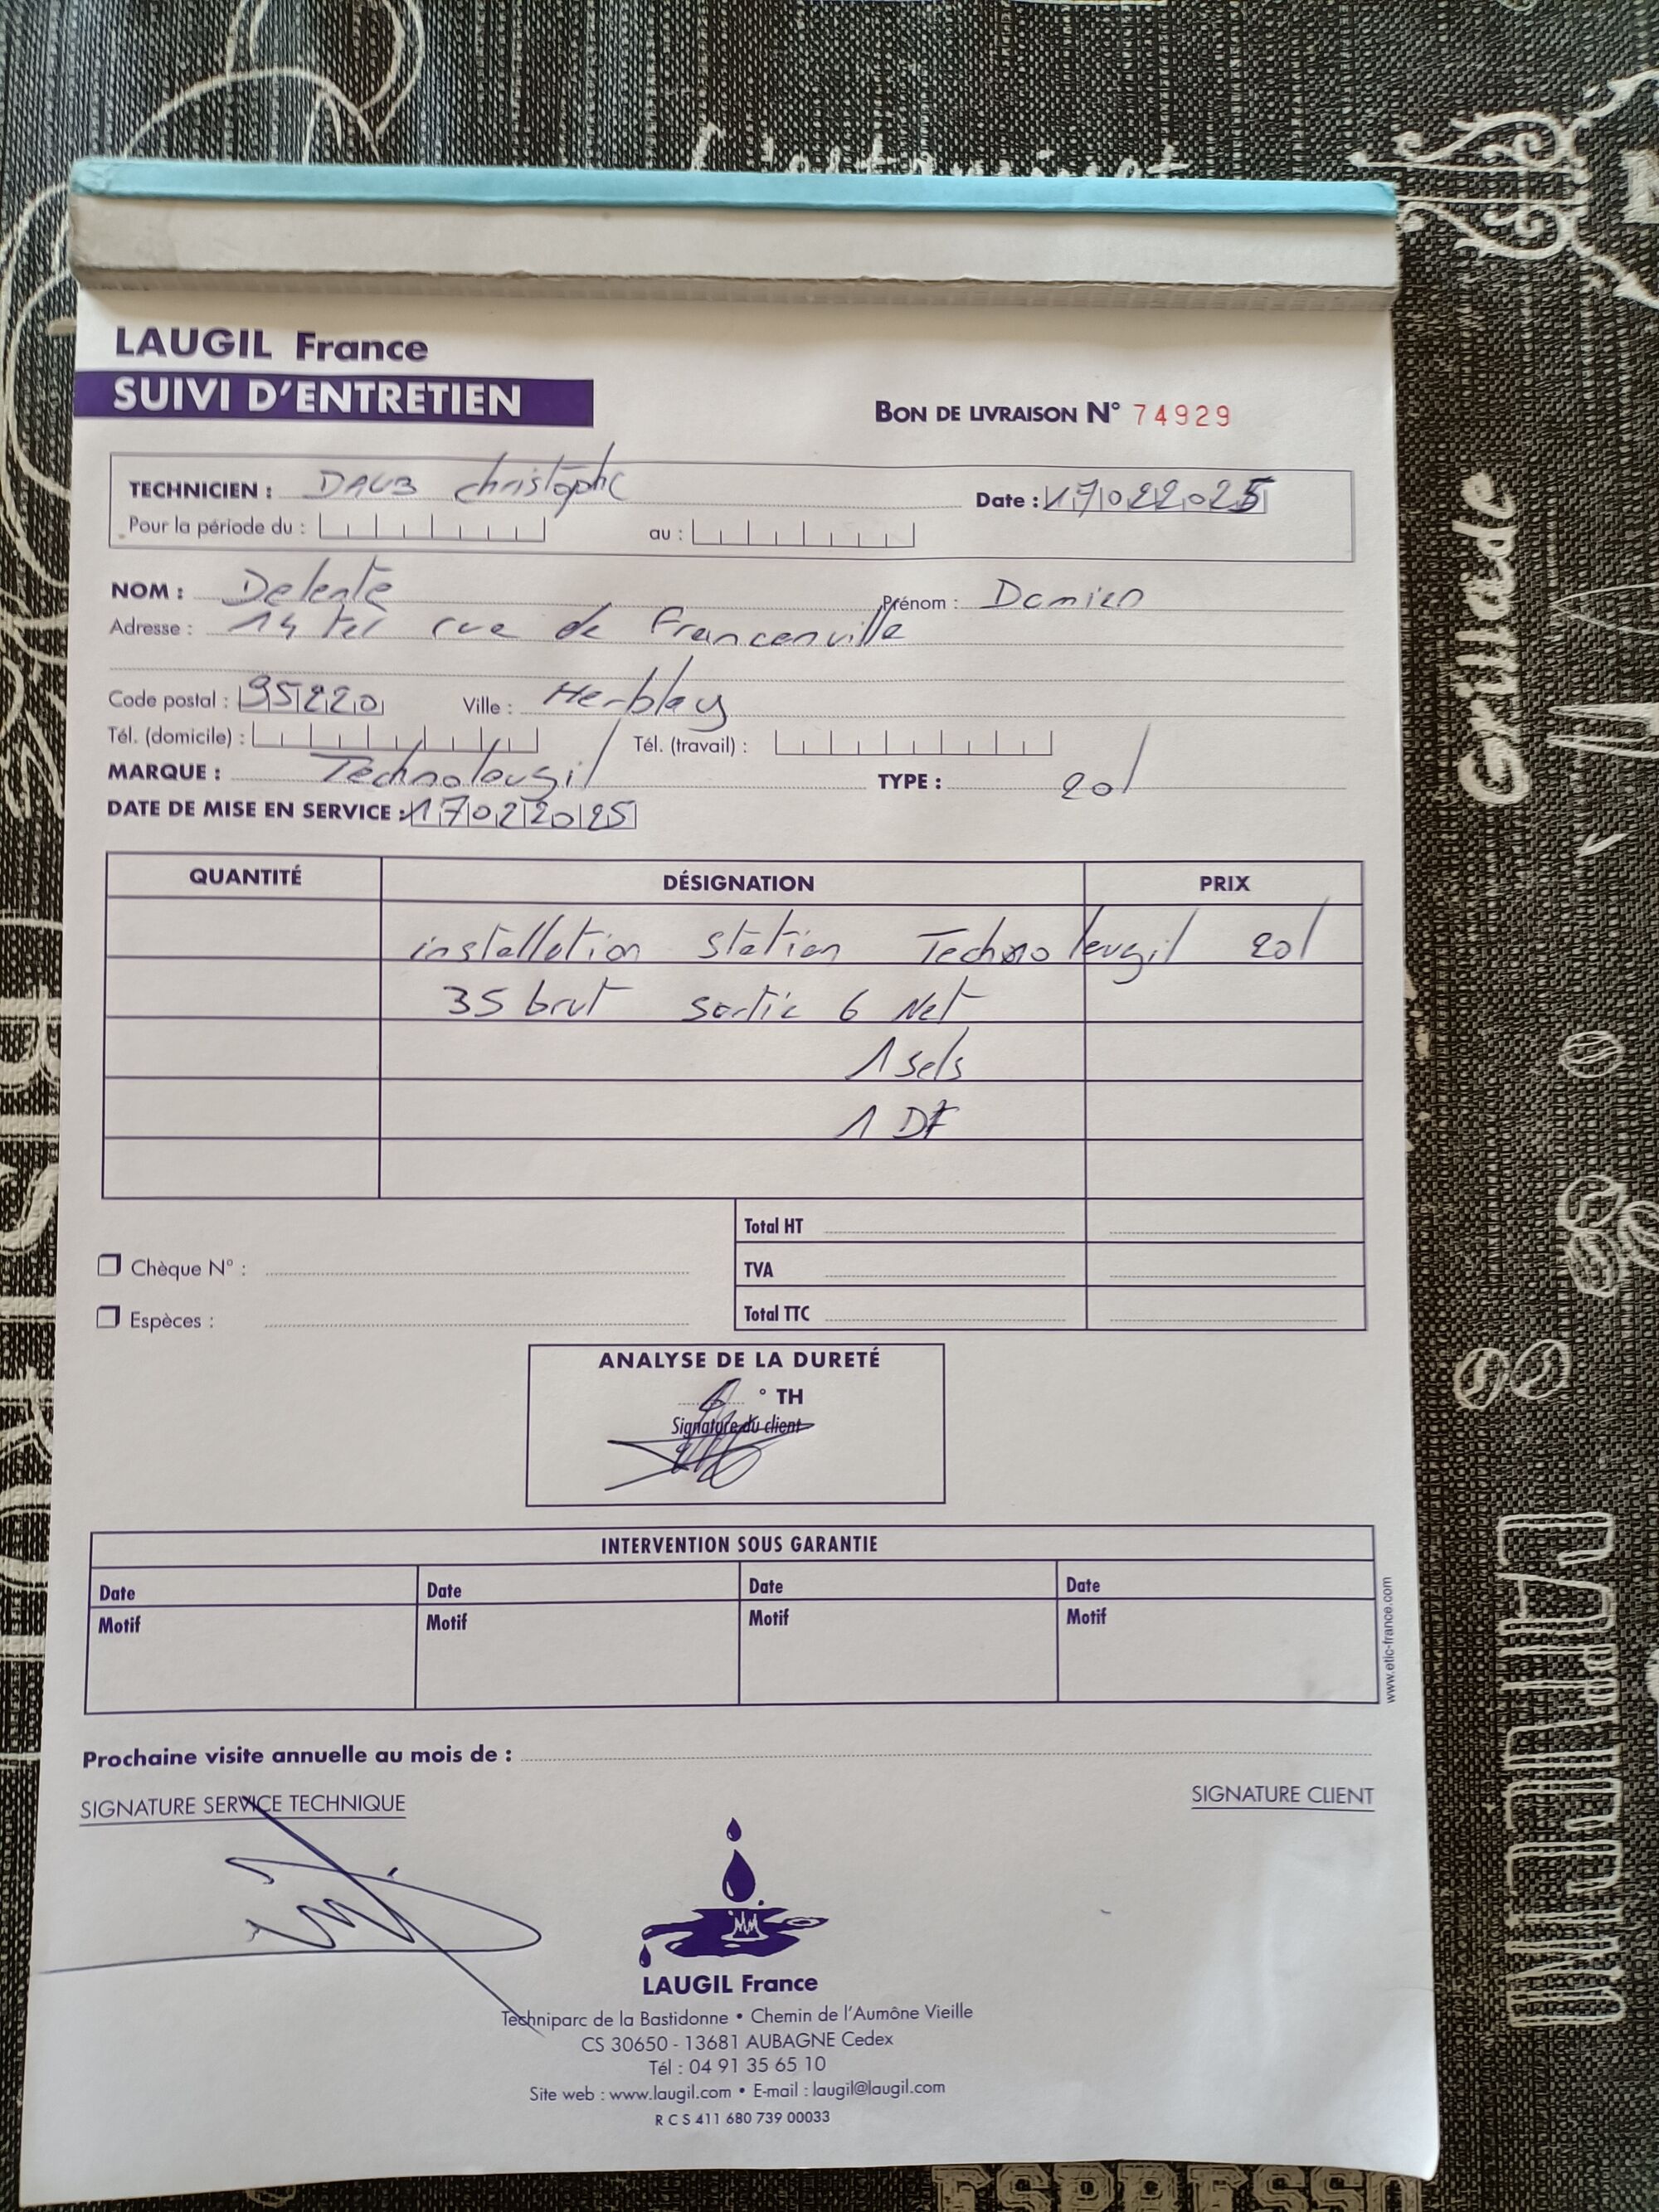 L'estaminet
LAUGIL France
SUIVI D'ENTRETIEN
BON DE LIVRAISON N° 74929
TECHNICIEN : DAUB christophe Date : 17022025
Pour la période du : au :
NOM : Delente Prénom : Damien
Adresse : 14 ter rue de Franconville
Code postal : 95220 Ville : Herblay
Tél. (domicile) : Tél. (travail) :
MARQUE : Technolaugil TYPE : 20l
DATE DE MISE EN SERVICE : 17022025
QUANTITÉ DÉSIGNATION PRIX
installation station Technolaugil 20l
35 brut sortie 6 Net
1 sels
1 DF
Total HT
Chèque N° : TVA
Espèces : Total TTC
ANALYSE DE LA DURETÉ
6 ° TH
Signature du client
INTERVENTION SOUS GARANTIE
Date Date Date Date
Motif Motif Motif Motif
www.etic-france.com
Prochaine visite annuelle au mois de :
SIGNATURE SERVICE TECHNIQUE SIGNATURE CLIENT
LAUGIL France
Techniparc de la Bastidonne • Chemin de l'Aumône Vieille
CS 30650 - 13681 AUBAGNE Cedex
Tél : 04 91 35 65 10
Site web : www.laugil.com • E-mail : laugil@laugil.com
R C S 411 680 739 00033
Grillade
ESPRESSO